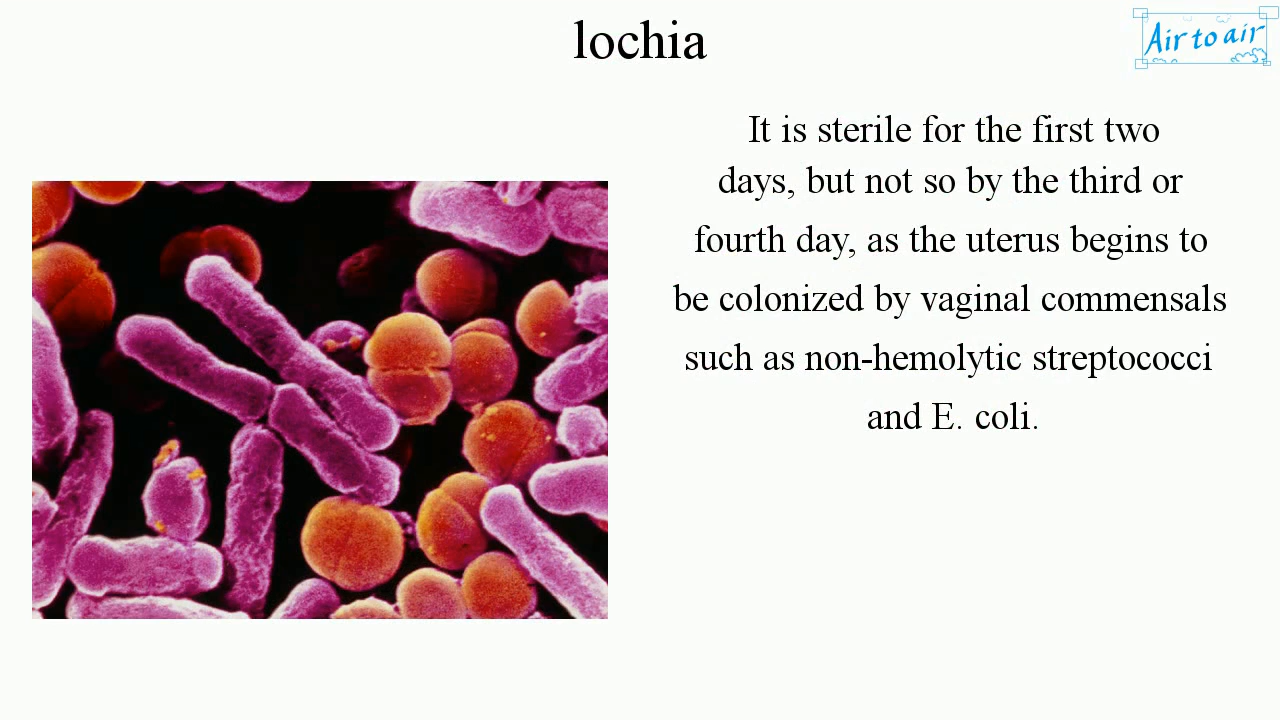 lochia
Air to air
It is sterile for the first two
days, but not so by the third or
fourth day, as the uterus begins to
be colonized by vaginal commensals
such as non-hemolytic streptococci
and E. coli.